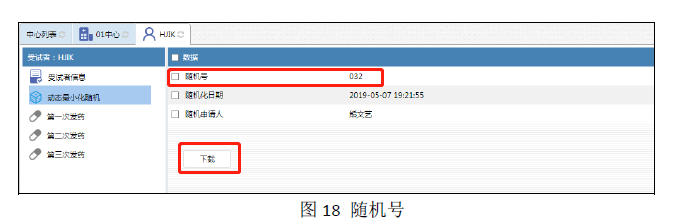 中心列表 01中心 HJIK
受试者：HJIK
数据
受试者信息
随机号 032
动态最小化随机
随机化日期 2019-05-07 19:21:55
第一次发药
随机申请人 熊文艺
第二次发药
第三次发药
下载
图 18 随机号